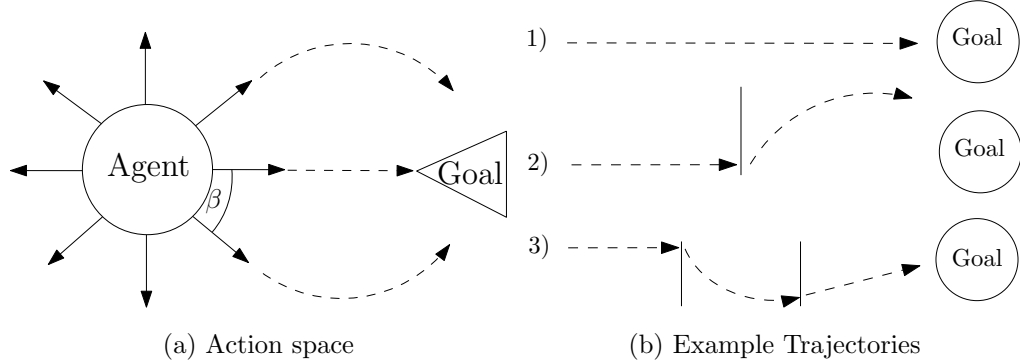 Agent
β
Goal
(a) Action space
1)
Goal
2)
Goal
3)
Goal
(b) Example Trajectories